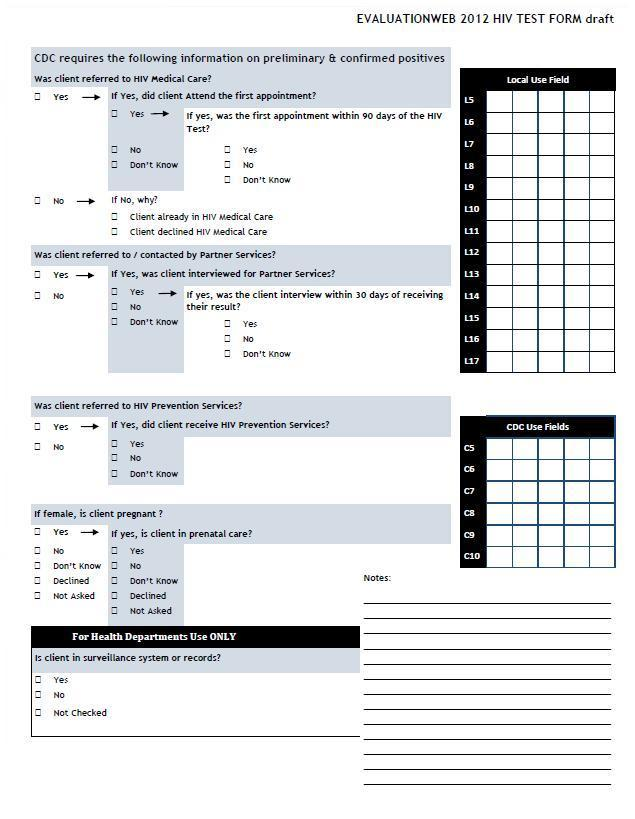 EVALUATIONWEB 2012 HIV TEST FORM draft
CDC requires the following information on preliminary & confirmed positives
Was client referred to HIV Medical Care?
Yes
If Yes, did client Attend the first appointment?
Yes
If yes, was the first appointment within 90 days of the HIV
Test?
No
Yes
Don't Know
No
Don't Know
No
If No, why?
Client already in HIV Medical Care
Client declined HIV Medical Care
Was client referred to / contacted by Partner Services?
Yes
If Yes, was client interviewed for Partner Services?
No
Yes
If yes, was the client interview within 30 days of receiving
their result?
No
Don't Know
Yes
No
Don't Know
Was client referred to HIV Prevention Services?
Yes
If Yes, did client receive HIV Prevention Services?
No
Yes
No
Don't Know
If female, is client pregnant ?
Yes
If yes, is client in prenatal care?
No
Yes
Don't Know
No
Declined
Don't Know
Not Asked
Declined
Not Asked
For Health Departments Use ONLY
Is client in surveillance system or records?
Yes
No
Not Checked
Local Use Field
L5
L6
L7
L8
L9
L10
L11
L12
L13
L14
L15
L16
L17
CDC Use Fields
C5
C6
C7
C8
C9
C10
Notes: